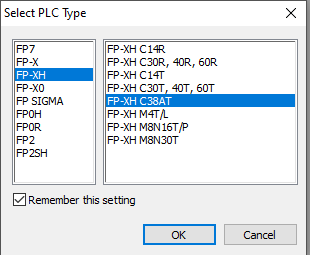 Select PLC Type
FP7
FP-X
FP-XH
FP-X0
FP SIGMA
FP0H
FP0R
FP2
FP2SH
FP-XH C14R
FP-XH C30R, 40R, 60R
FP-XH C14T
FP-XH C30T, 40T, 60T
FP-XH C38AT
FP-XH M4T/L
FP-XH M8N16T/P
FP-XH M8N30T
Remember this setting
OK
Cancel